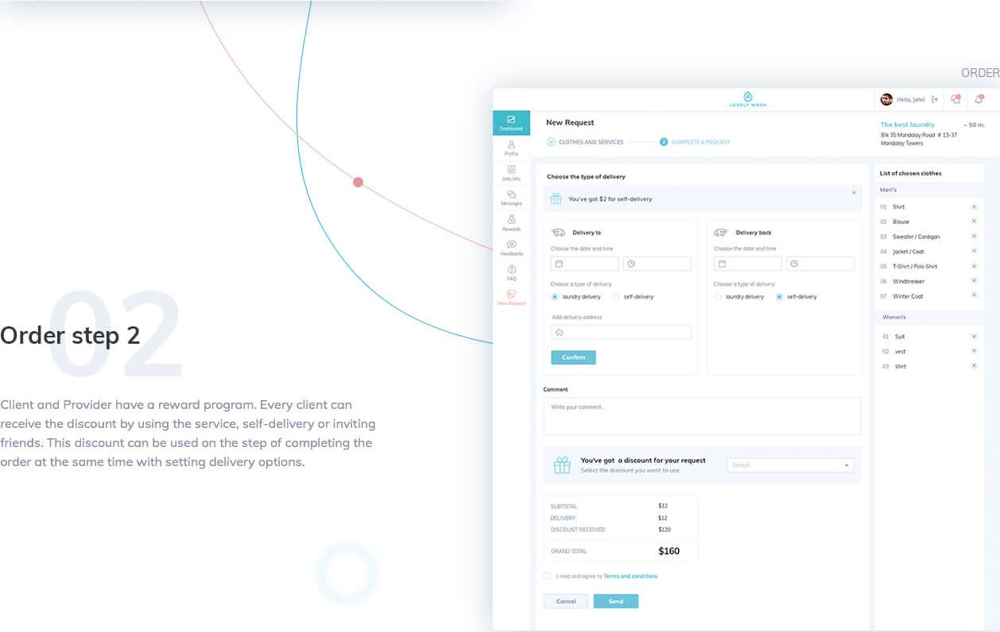 ORDER
02
Order step 2
Client and Provider have a reward program. Every client can
receive the discount by using the service, self-delivery or inviting
friends. This discount can be used on the step of completing the
order at the same time with setting delivery options.
LOVELY WASH
Hello, John!
Dashboard
Profile
Jobs Info
Messages
Rewards
Feedbacks
FAQ
New Request
New Request
CLOTHES AND SERVICES
2 COMPLETE A REQUEST
The best laundry
~ 50 m.
Blk 35 Mandalay Road # 13-37
Mandalay Towers
Choose the type of delivery
You've got $2 for self-delivery
Delivery to
Choose the date and time
Choose a type of delivery
laundry delivery
self-delivery
Add delivery address
Confirm
Delivery back
Choose the date and time
Choose a type of delivery
laundry delivery
self-delivery
Comment
Write your comment...
You've got a discount for your request
Select the discount you want to use
Select
SUBTOTAL: $12
DELIVERY: $12
DISCOUNT RECEIVED: $120
GRAND TOTAL: $160
I read and agree to Terms and conditions
Cancel
Send
List of chosen clothes
Men's
01 Shirt
02 Blouse
03 Sweater / Cardigan
04 Jacket / Coat
05 T-Shirt / Polo Shirt
06 Windbreaker
07 Winter Coat
Women's
01 Suit
02 vest
03 shirt